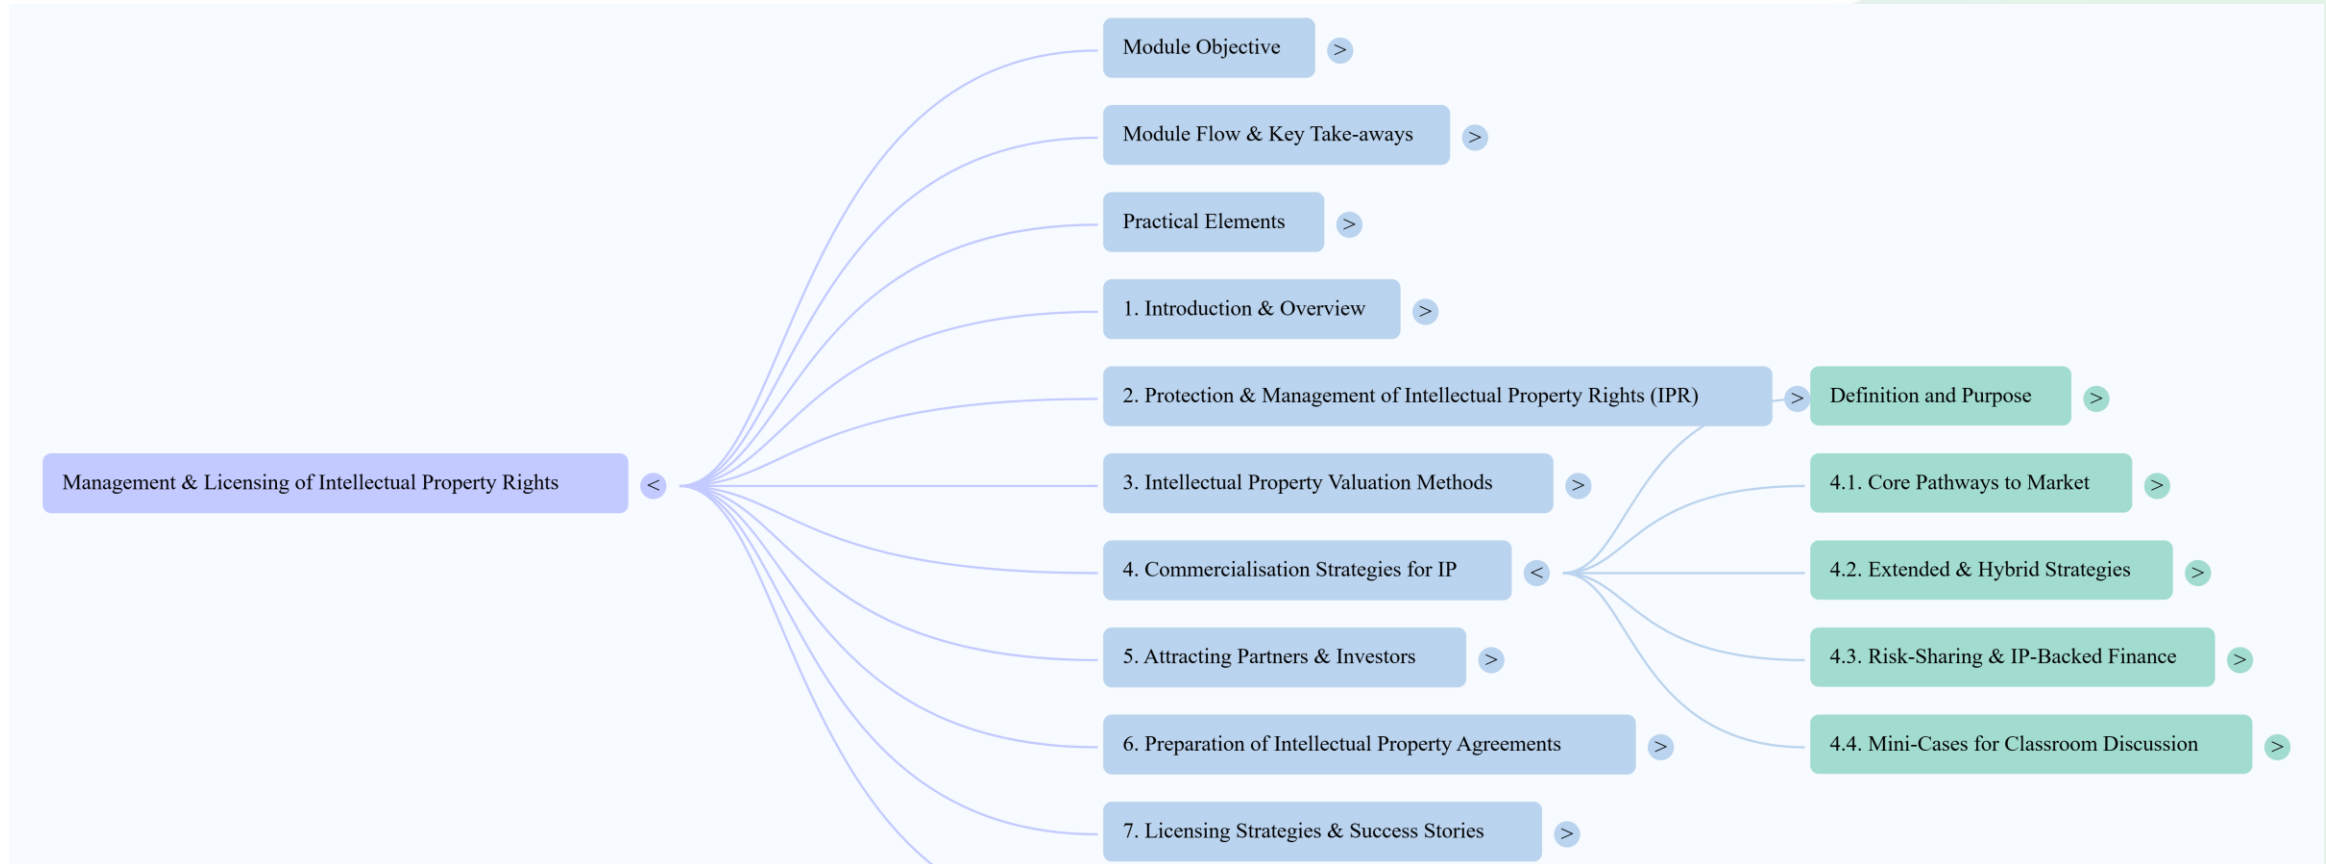 Management & Licensing of Intellectual Property Rights
<
Module Objective
>
Module Flow & Key Take-aways
>
Practical Elements
>
1. Introduction & Overview
>
2. Protection & Management of Intellectual Property Rights (IPR)
>
3. Intellectual Property Valuation Methods
>
4. Commercialisation Strategies for IP
<
5. Attracting Partners & Investors
>
6. Preparation of Intellectual Property Agreements
>
7. Licensing Strategies & Success Stories
>
Definition and Purpose
>
4.1. Core Pathways to Market
>
4.2. Extended & Hybrid Strategies
>
4.3. Risk-Sharing & IP-Backed Finance
>
4.4. Mini-Cases for Classroom Discussion
>